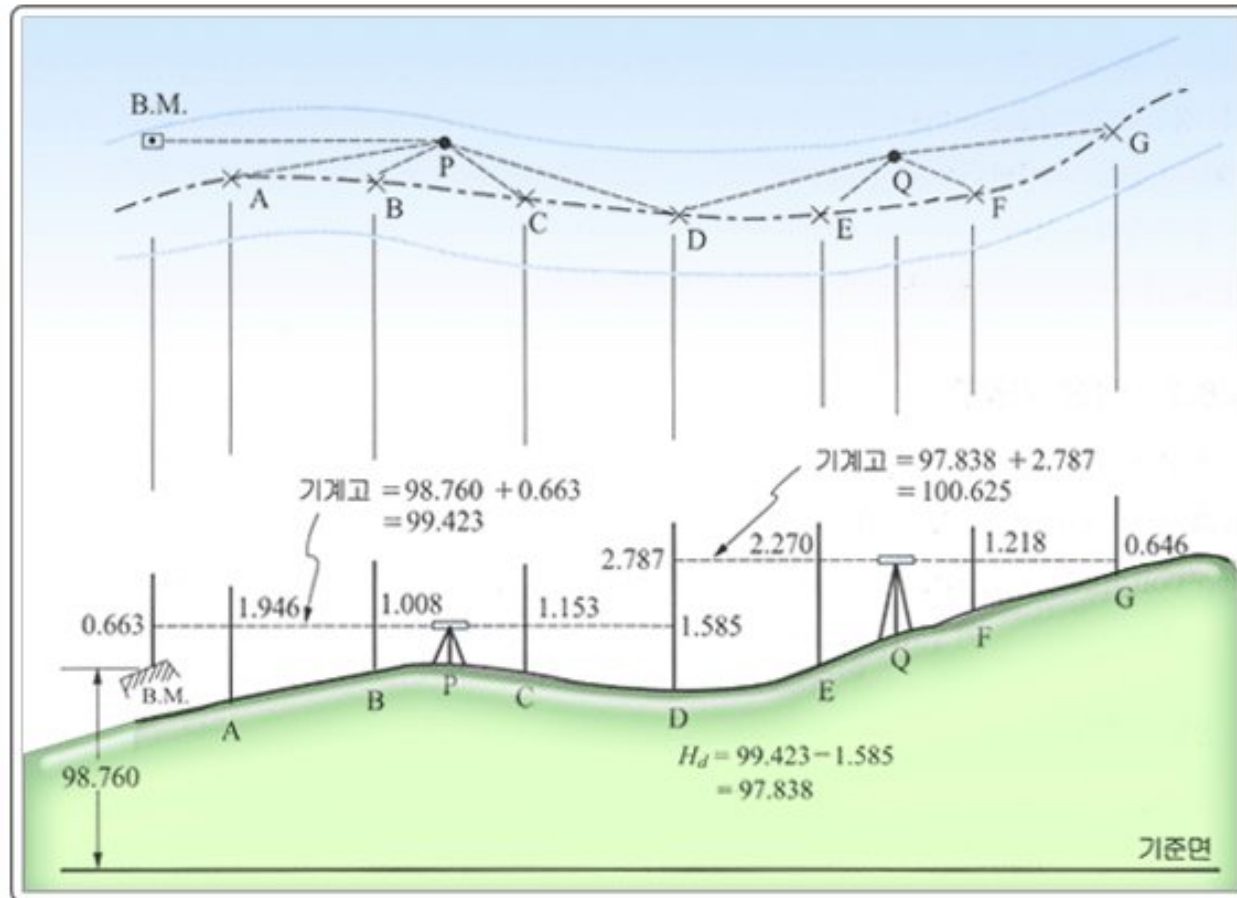 B.M.
P
A
B
C
D
E
Q
F
G
기계고 =98.760 +0.663
=99.423
기계고 =97.838 +2.787
=100.625
0.663
1.946
1.008
1.153
1.585
2.787
2.270
1.218
0.646
B.M.
A
B
P
C
D
E
Q
F
G
98.760
Hd= 99.423−1.585
= 97.838
기준면